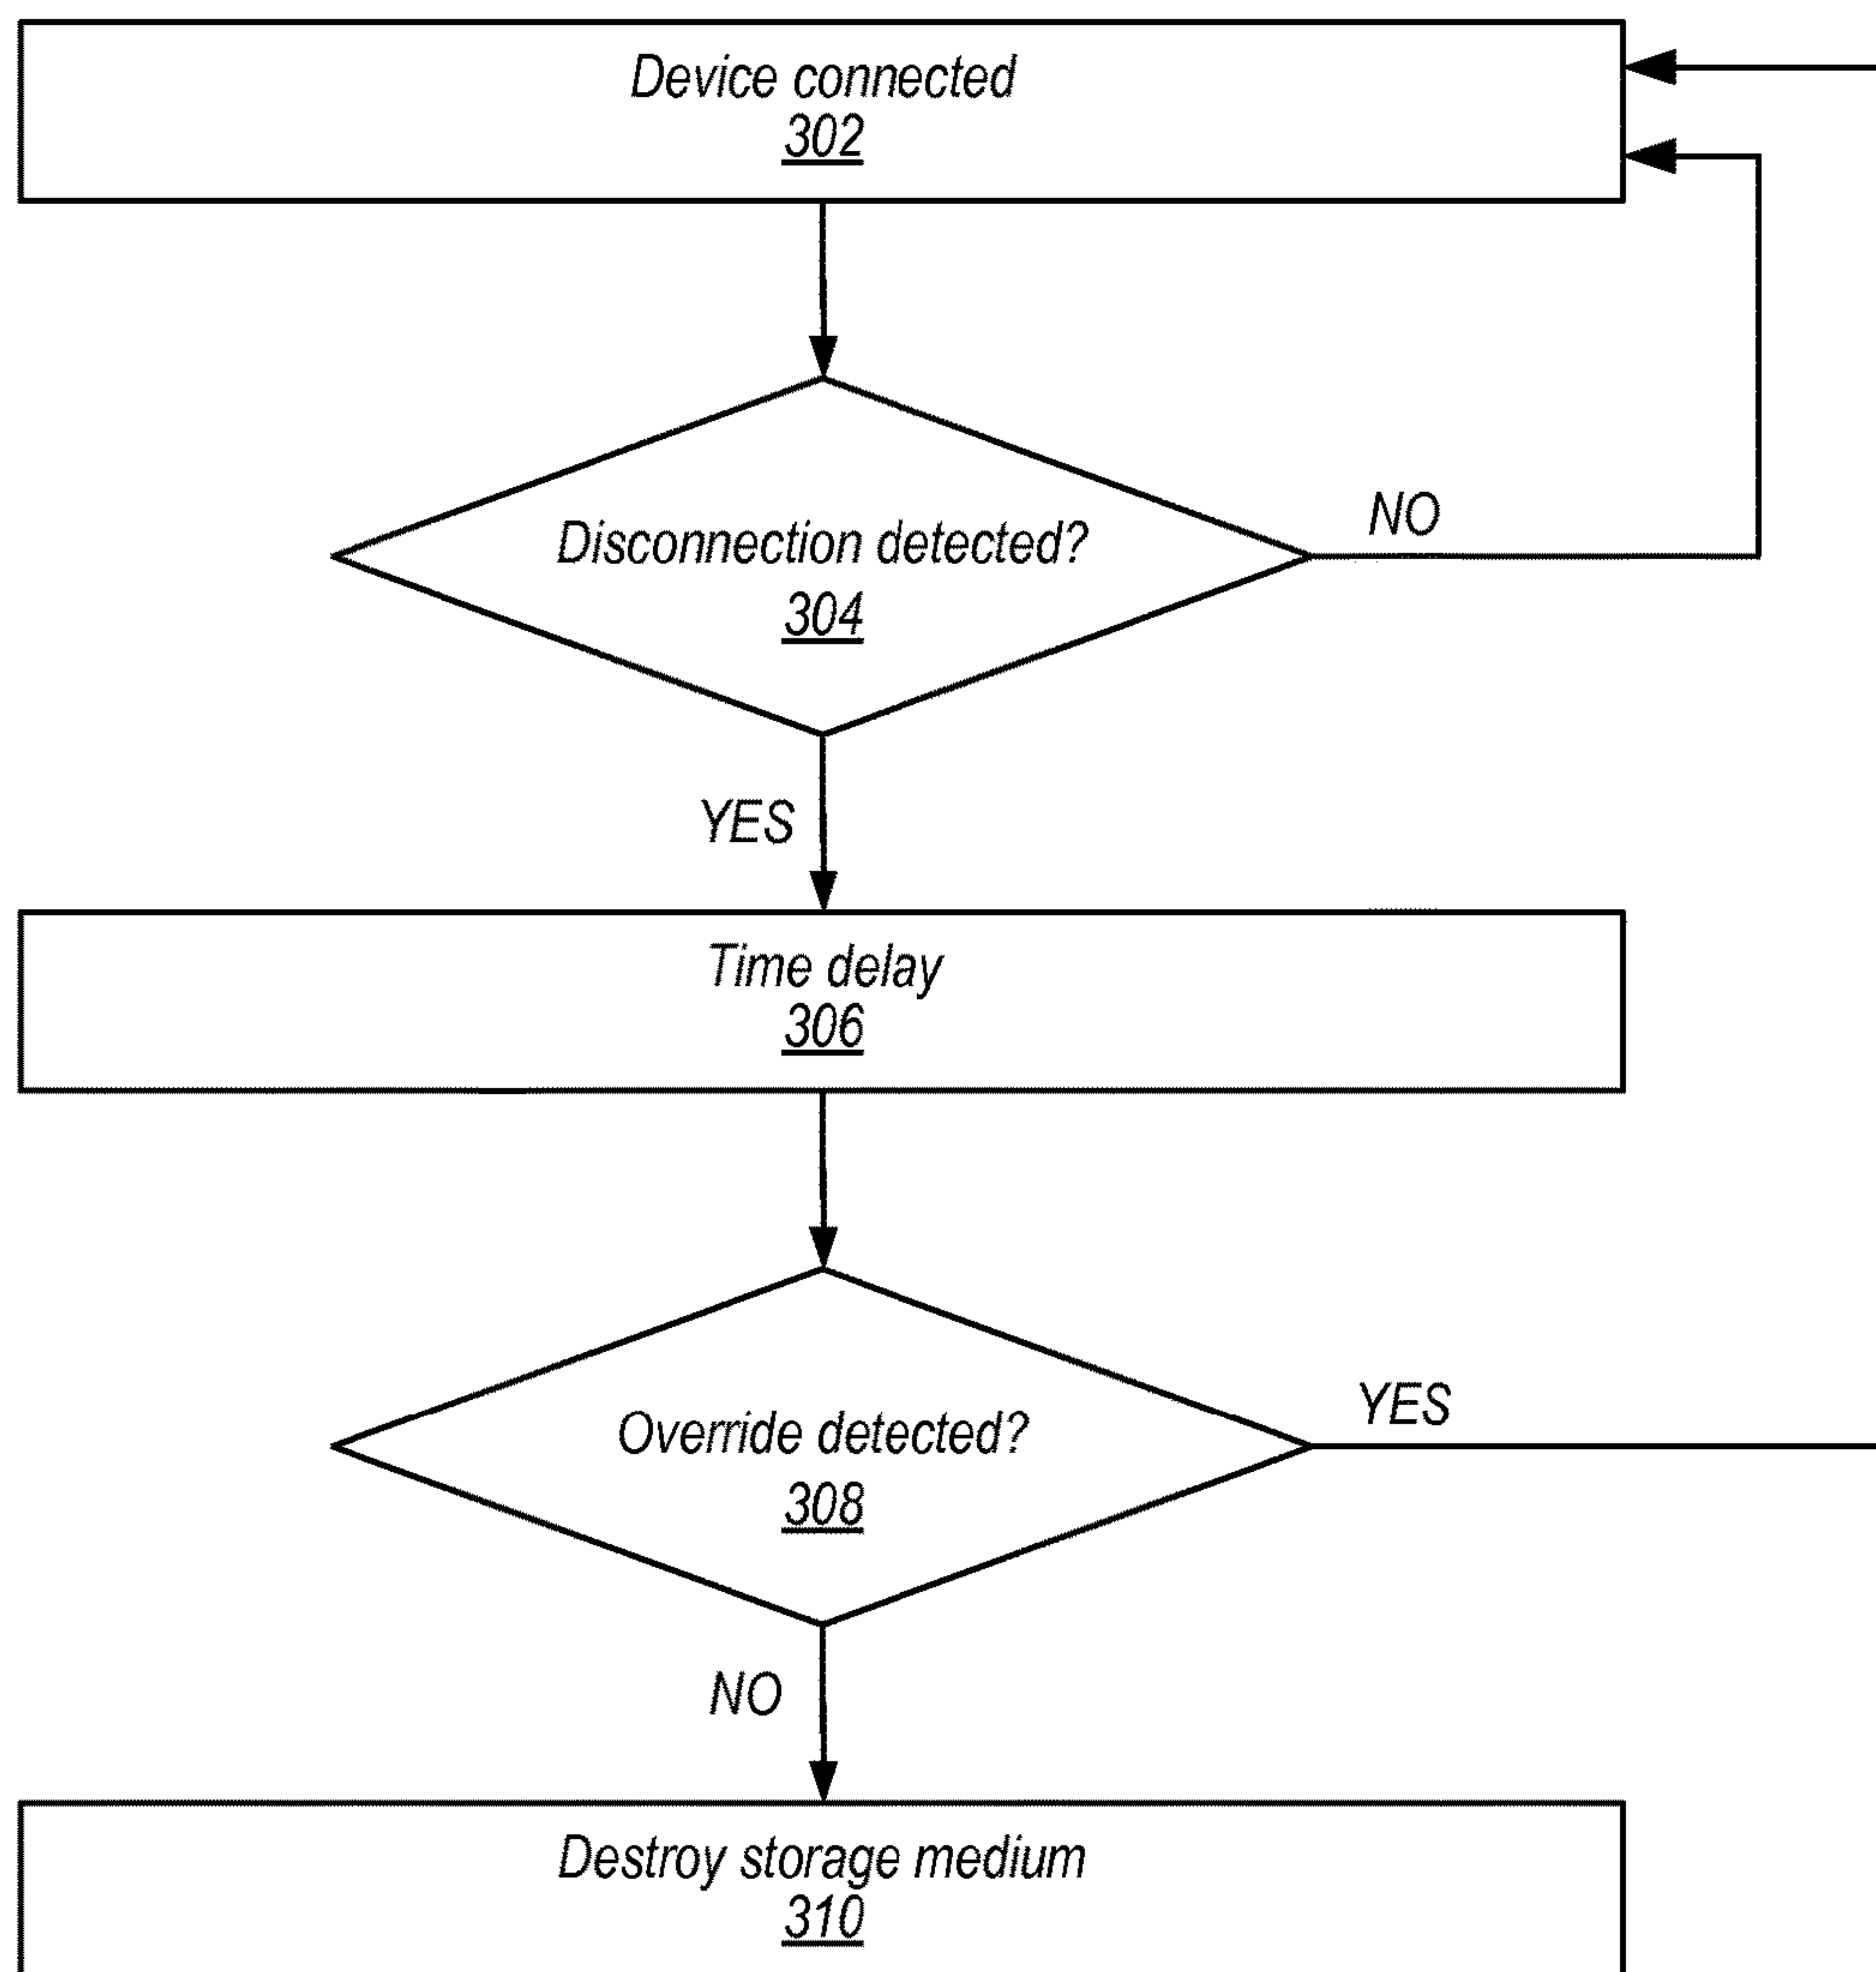 Device connected
302
Disconnection detected?
304
NO
YES
Time delay
306
Override detected?
308
YES
NO
Destroy storage medium
310